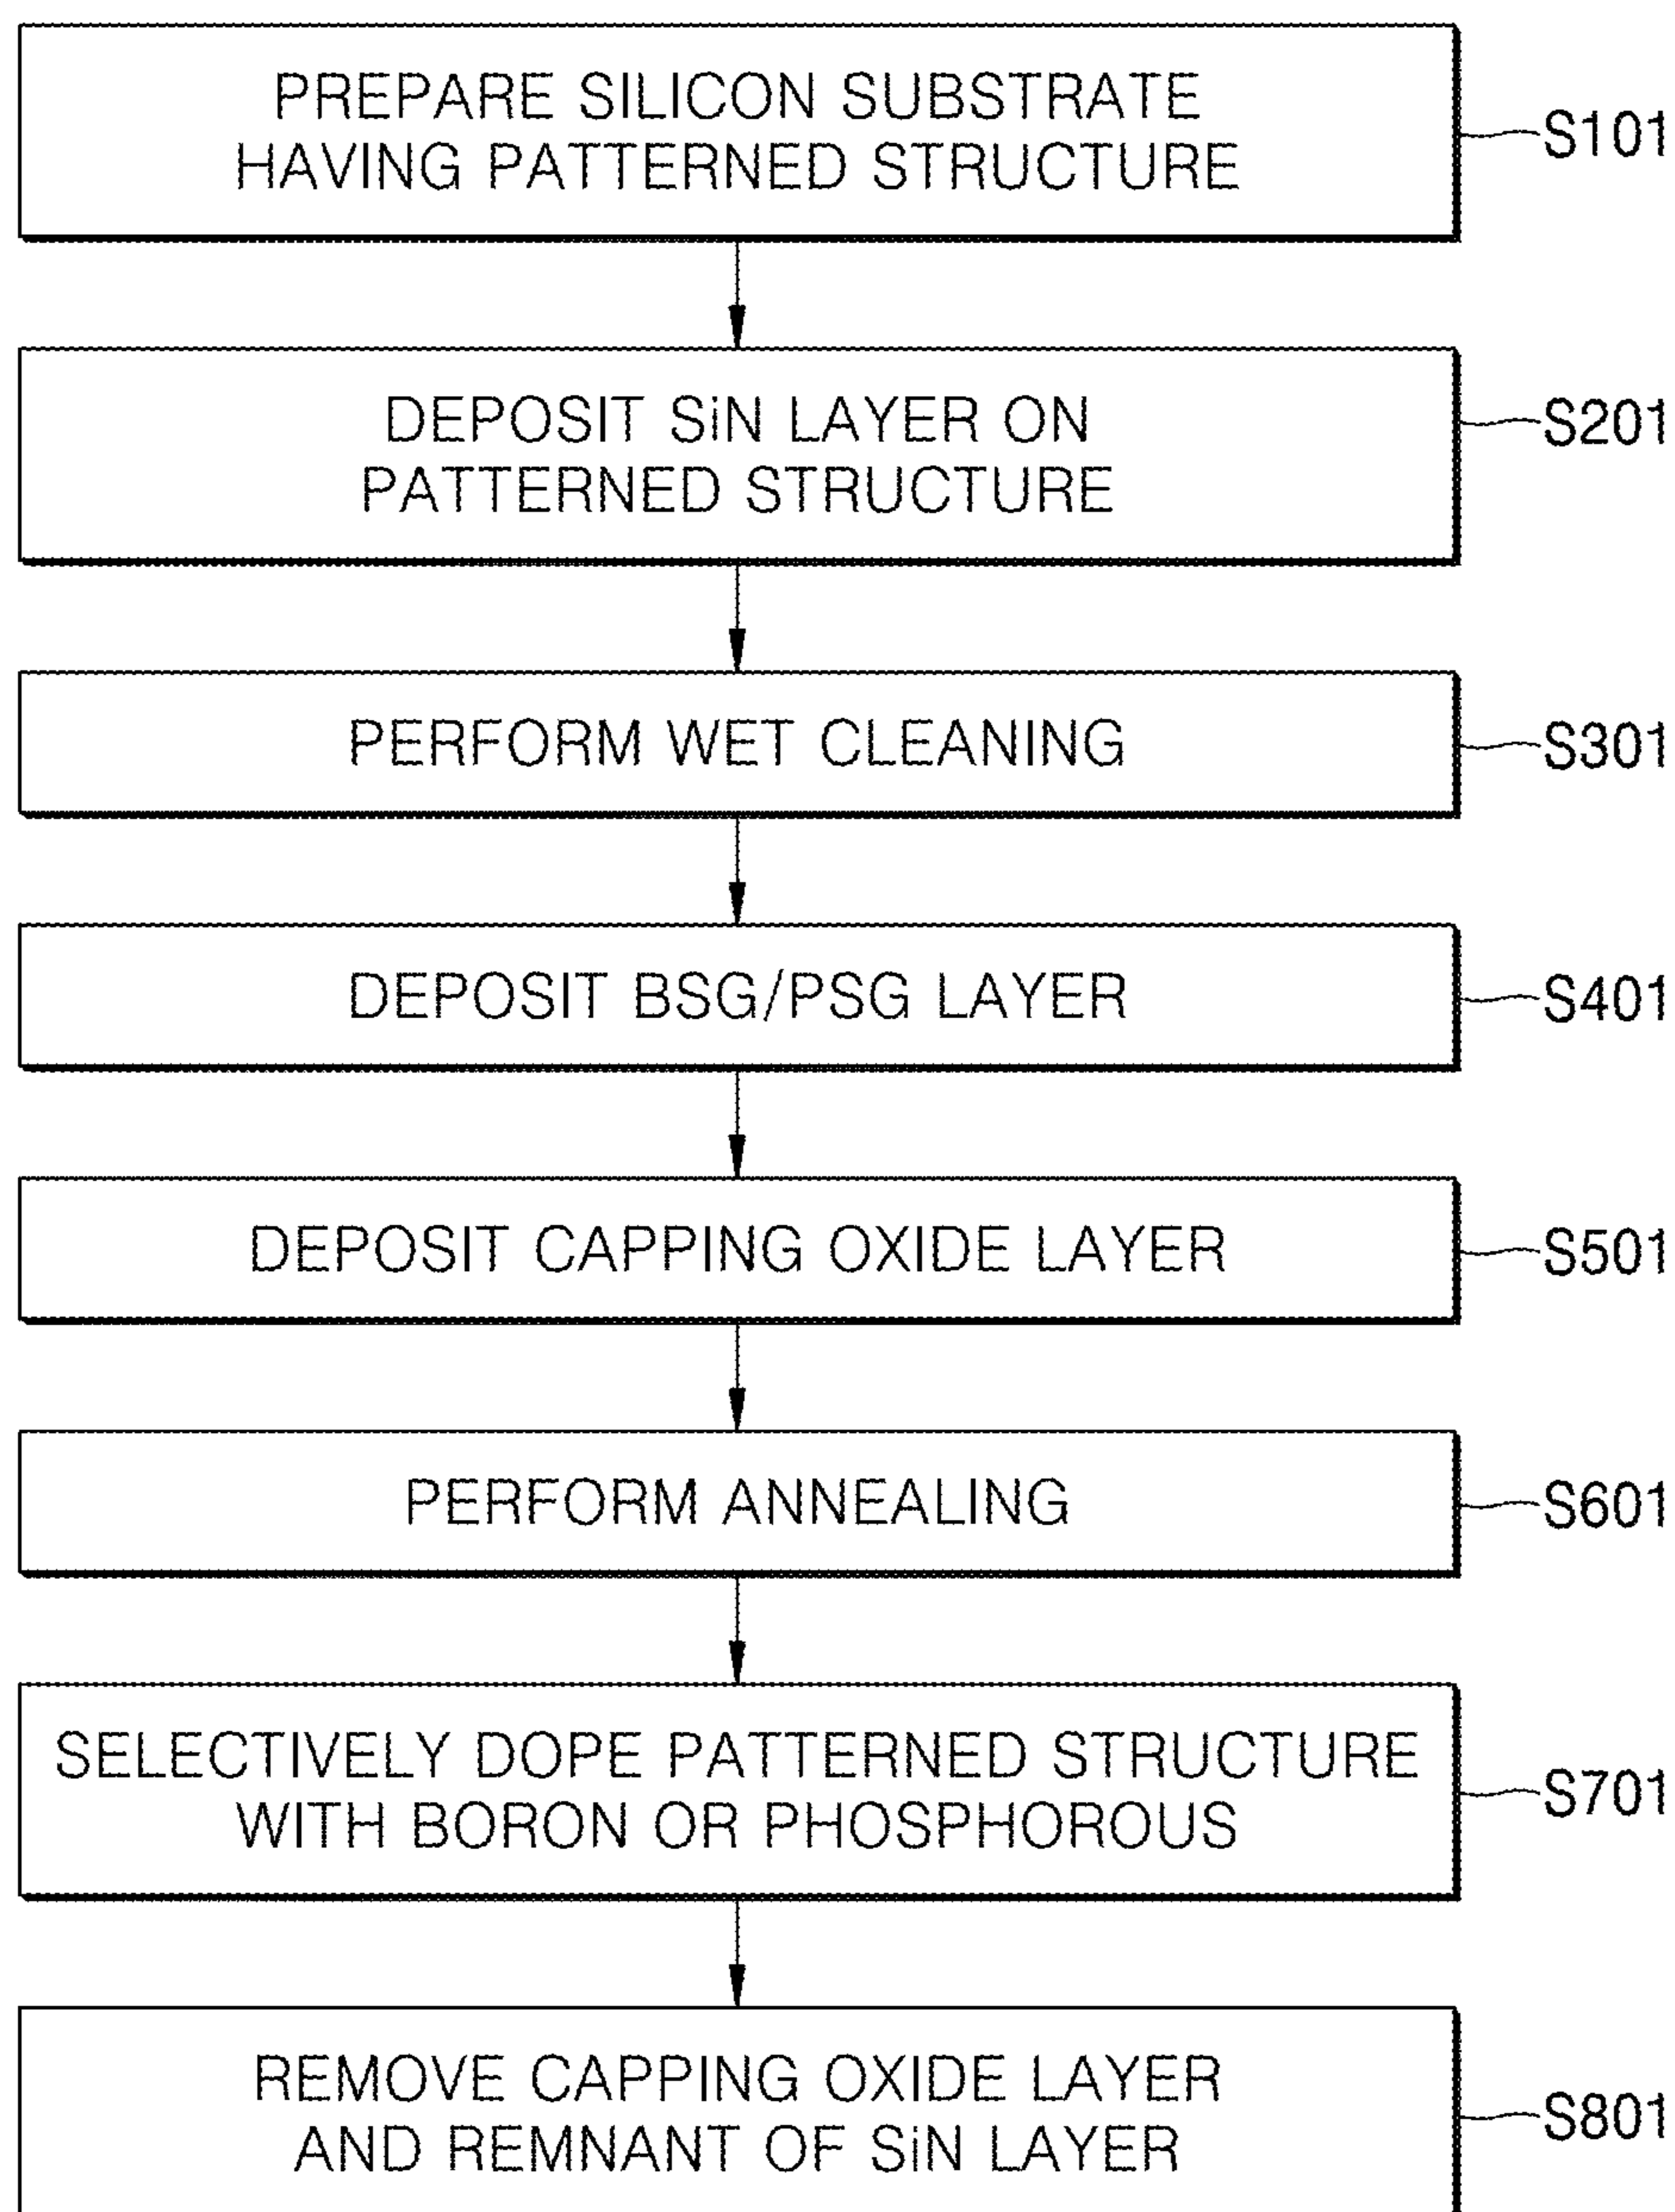 PREPARE SILICON SUBSTRATE
HAVING PATTERNED STRUCTURE
S101
DEPOSIT SiN LAYER ON
PATTERNED STRUCTURE
S201
PERFORM WET CLEANING
S301
DEPOSIT BSG/PSG LAYER
S401
DEPOSIT CAPPING OXIDE LAYER
S501
PERFORM ANNEALING
S601
SELECTIVELY DOPE PATTERNED STRUCTURE
WITH BORON OR PHOSPHOROUS
S701
REMOVE CAPPING OXIDE LAYER
AND REMNANT OF SiN LAYER
S801